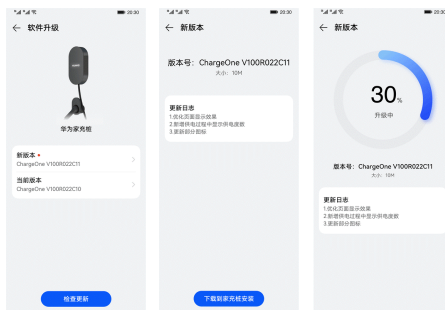 20:30
← 软件升级
华为家充桩
新版本
ChargeOne V100R022C11
当前版本
ChargeOne V100R022C10
检查更新
20:30
← 新版本
版本号：ChargeOne V100R022C11
大小：10M
更新日志
1.优化页面显示效果
2.新增供电过程中显示供电度数
3.更新部分图标
下载到家充桩安装
20:30
← 新版本
30%
升级中
版本号：ChargeOne V100R022C11
大小：10M
更新日志
1.优化页面显示效果
2.新增供电过程中显示供电度数
3.更新部分图标